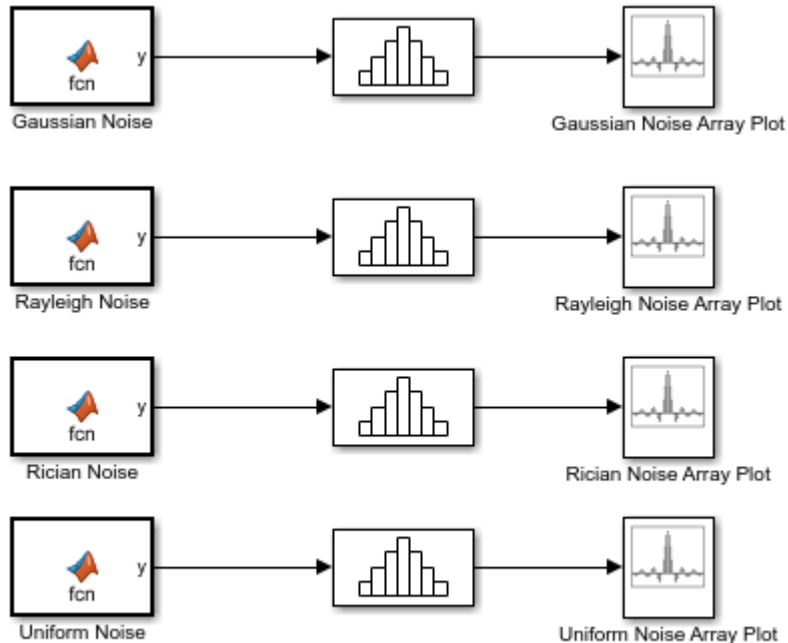 y
fcn
Gaussian Noise
Gaussian Noise Array Plot
y
fcn
Rayleigh Noise
Rayleigh Noise Array Plot
y
fcn
Rician Noise
Rician Noise Array Plot
y
fcn
Uniform Noise
Uniform Noise Array Plot